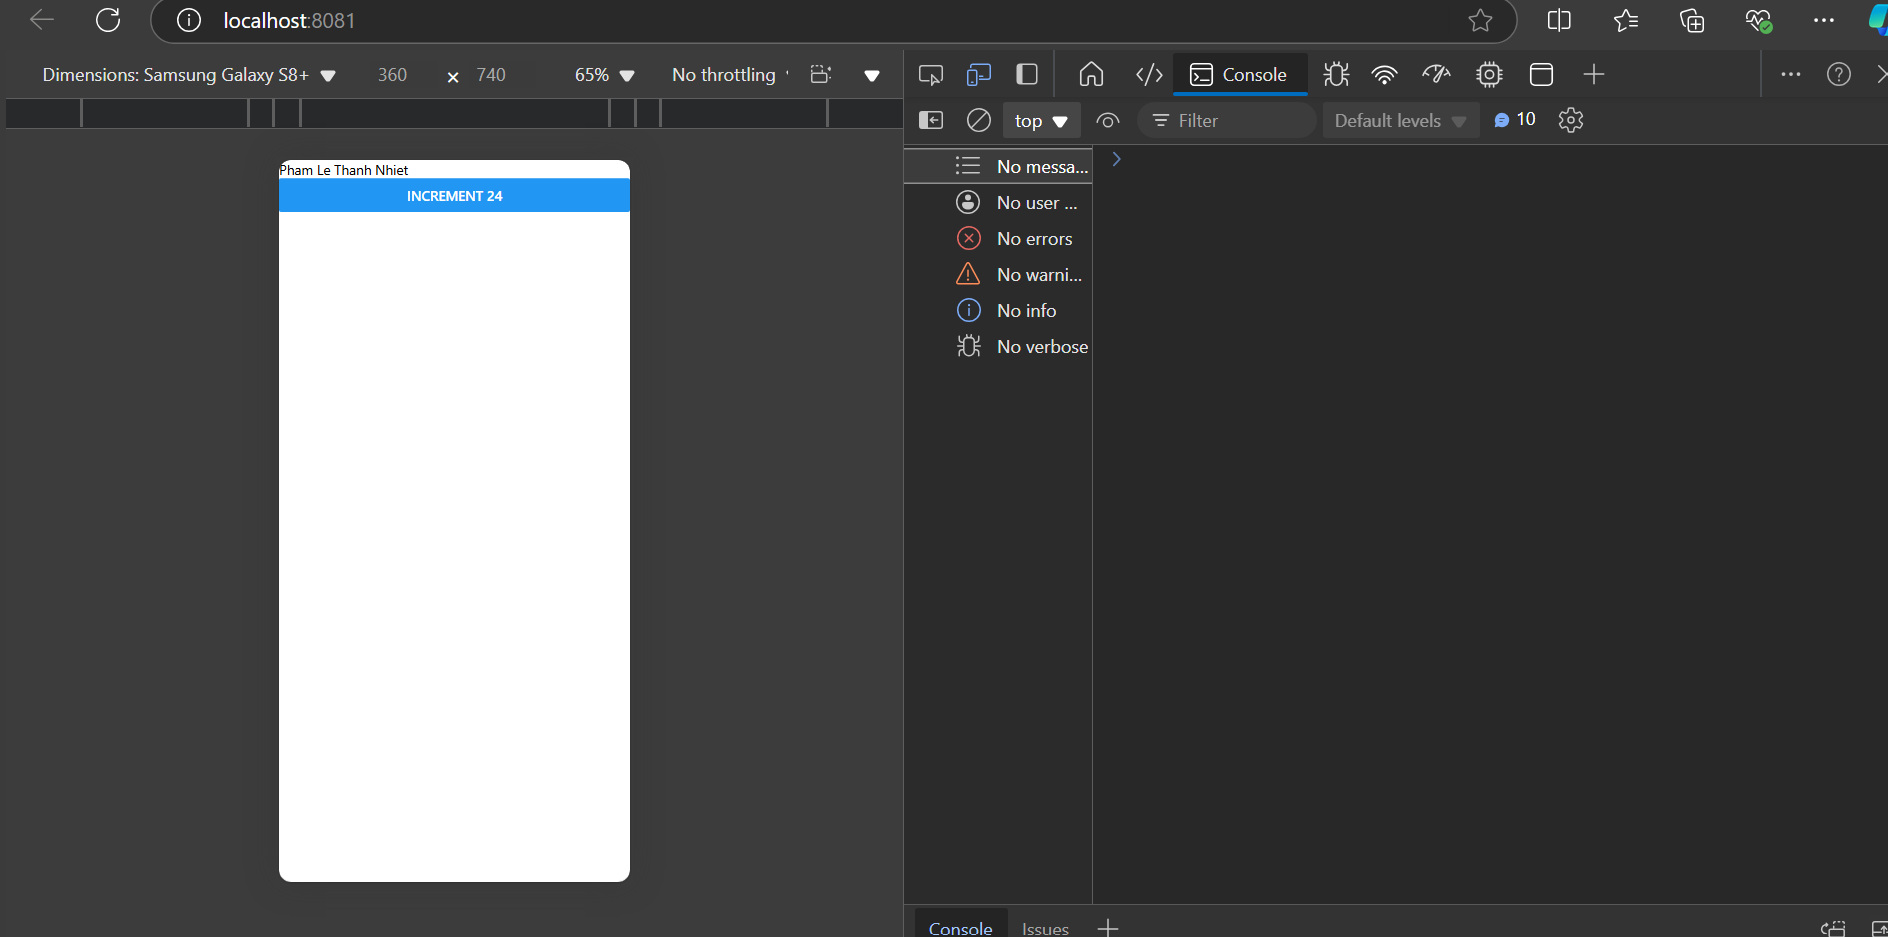 localhost:8081
Dimensions: Samsung Galaxy S8+ 360 × 740 65% No throttling
Console
top Filter Default levels 10
Pham Le Thanh Nhiet
INCREMENT 24
No messa...
No user ...
No errors
No warni...
No info
No verbose
Console Issues